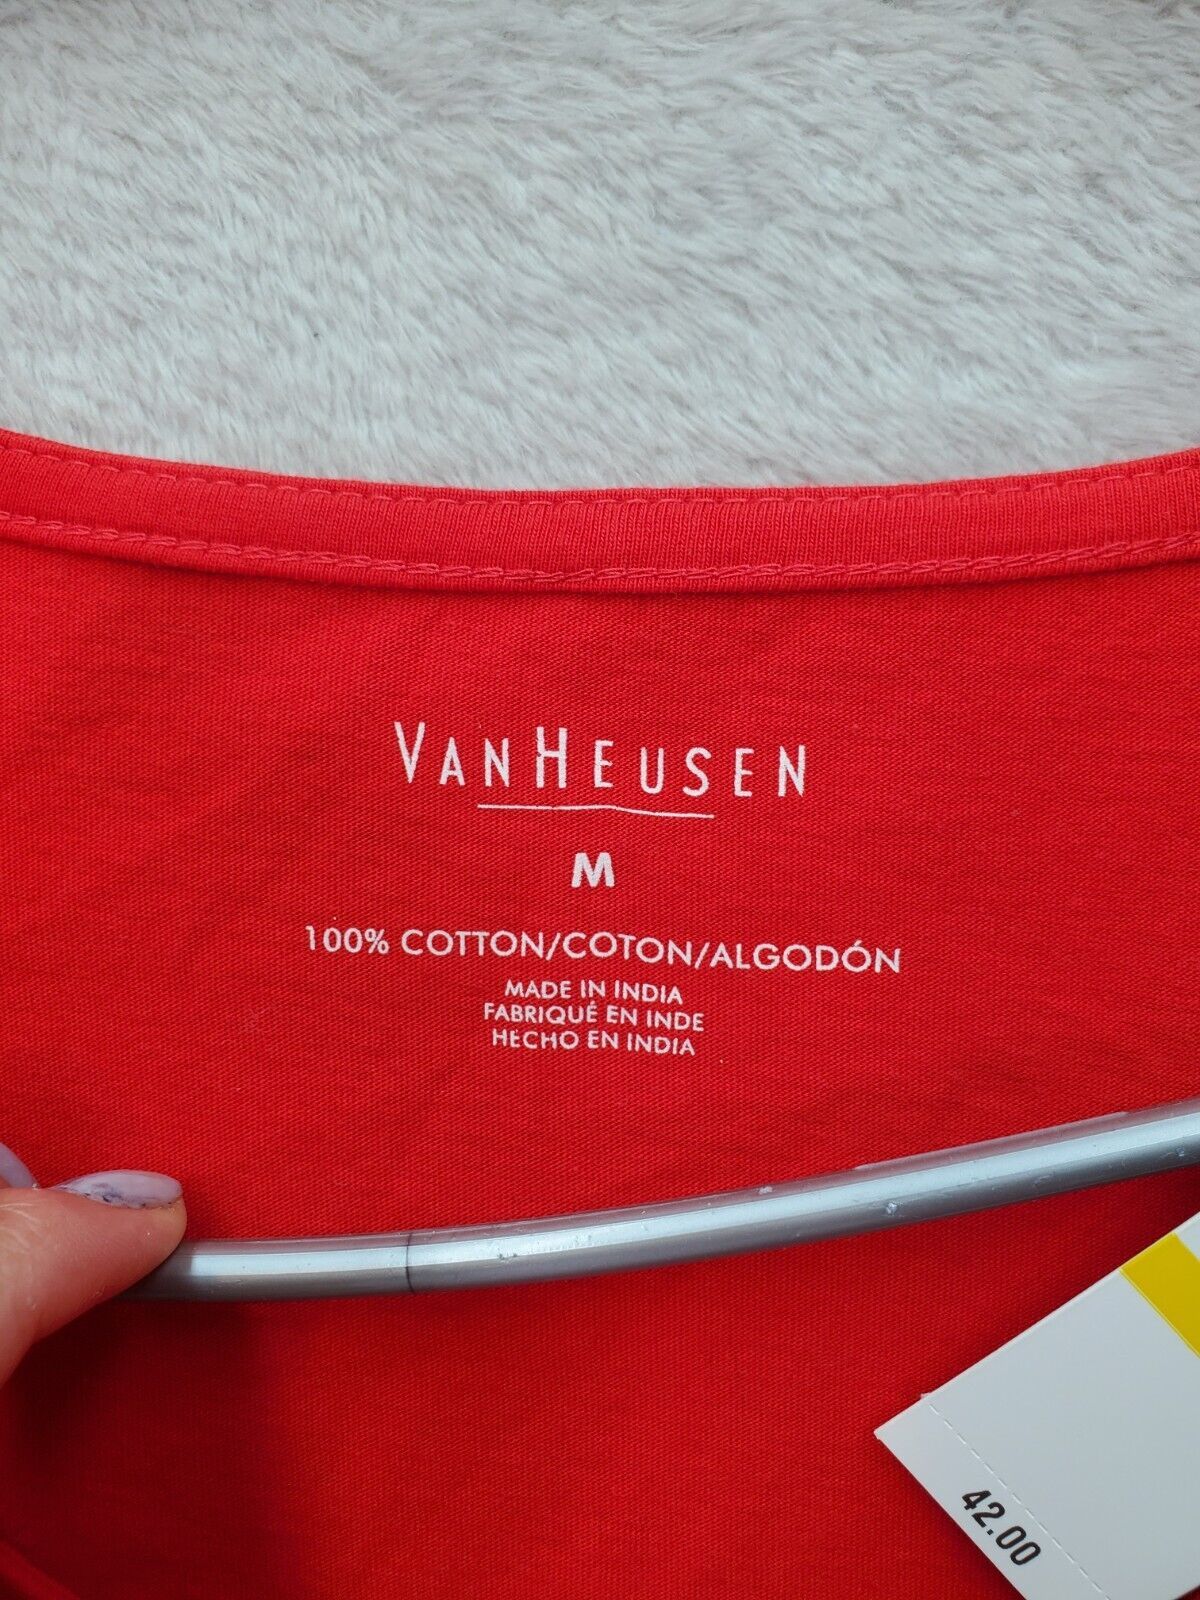 VANHEUSEN
M
100% COTTON/COTON/ALGODÓN
MADE IN INDIA
FABRIQUÉ EN INDE
HECHO EN INDIA
42.00